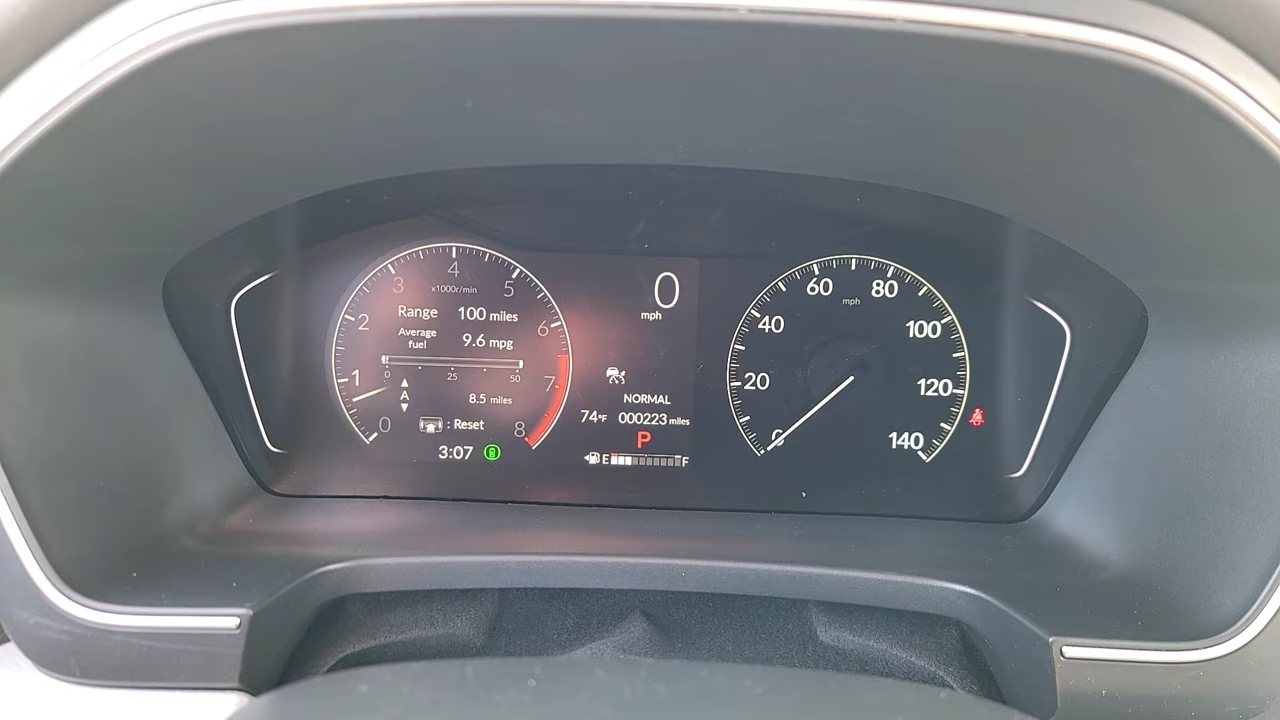 4
3
5
x1000r/min
2
6
Range 100 miles
Average
fuel
9.6 mpg
0 25 50
1
7
A
8.5 miles
0
: Reset
8
3:07
0
mph
NORMAL
74°F 000223 miles
P
E F
60 80
mph
40
100
20
120
0
140